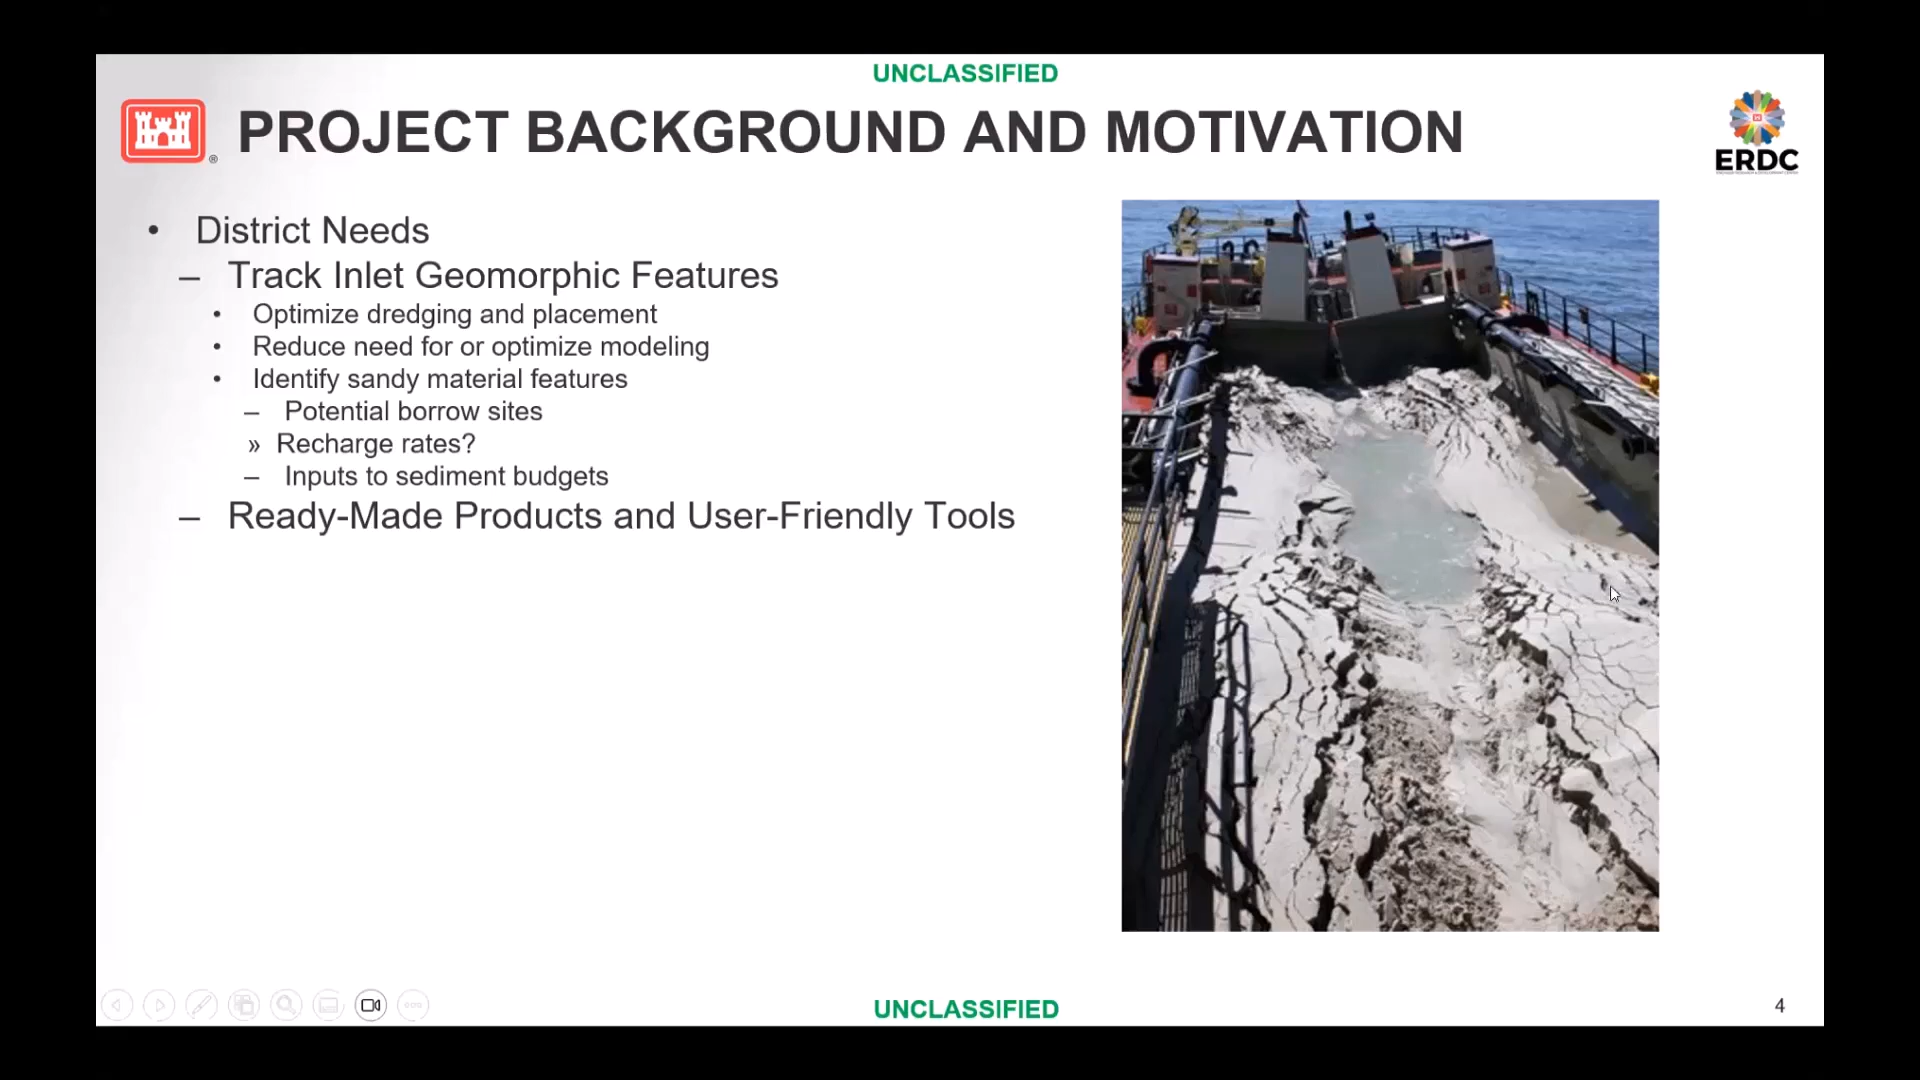 UNCLASSIFIED
PROJECT BACKGROUND AND MOTIVATION
®
ERDC
• District Needs
– Track Inlet Geomorphic Features
• Optimize dredging and placement
• Reduce need for or optimize modeling
• Identify sandy material features
– Potential borrow sites
» Recharge rates?
– Inputs to sediment budgets
– Ready-Made Products and User-Friendly Tools
UNCLASSIFIED
4